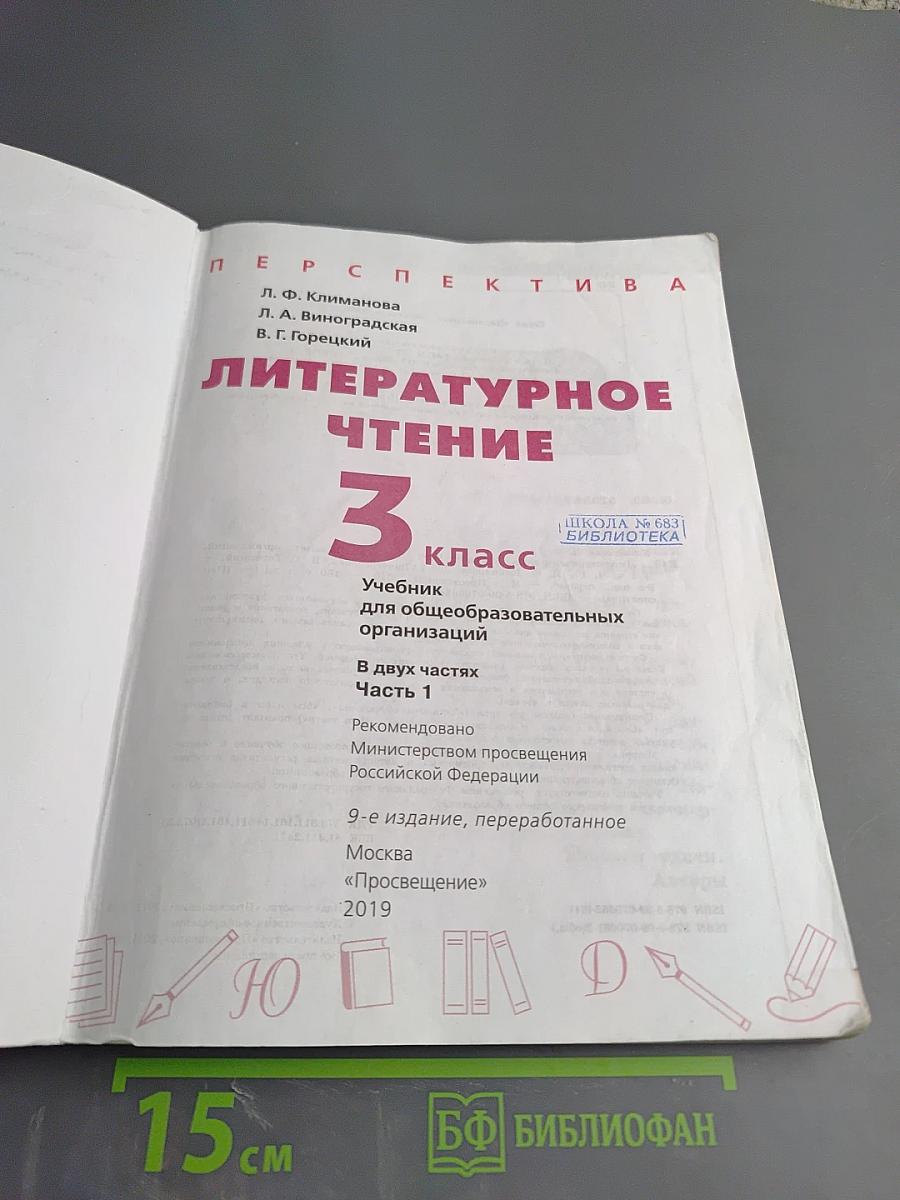 ПЕРСПЕКТИВА
Л. Ф. Климанова
Л. А. Виноградская
В. Г. Горецкий
ЛИТЕРАТУРНОЕ
ЧТЕНИЕ
3 класс
ШКОЛА № 683
БИБЛИОТЕКА
Учебник
для общеобразовательных
организаций
В двух частях
Часть 1
Рекомендовано
Министерством просвещения
Российской Федерации
9-е издание, переработанное
Москва
«Просвещение»
2019
Ю
D
15 см
БФ БИБЛИОФАН